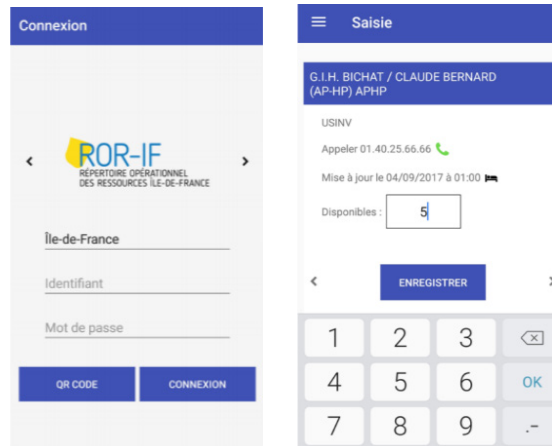 Connexion
ROR-IF
RÉPERTOIRE OPÉRATIONNEL
DES RESSOURCES ÎLE-DE-FRANCE
Île-de-France
Identifiant
Mot de passe
QR CODE
CONNEXION
Saisie
G.I.H. BICHAT / CLAUDE BERNARD
(AP-HP) APHP
USINV
Appeler 01.40.25.66.66
Mise à jour le 04/09/2017 à 01:00
Disponibles : 5
ENREGISTRER
1 2 3
4 5 6 OK
7 8 9 .-